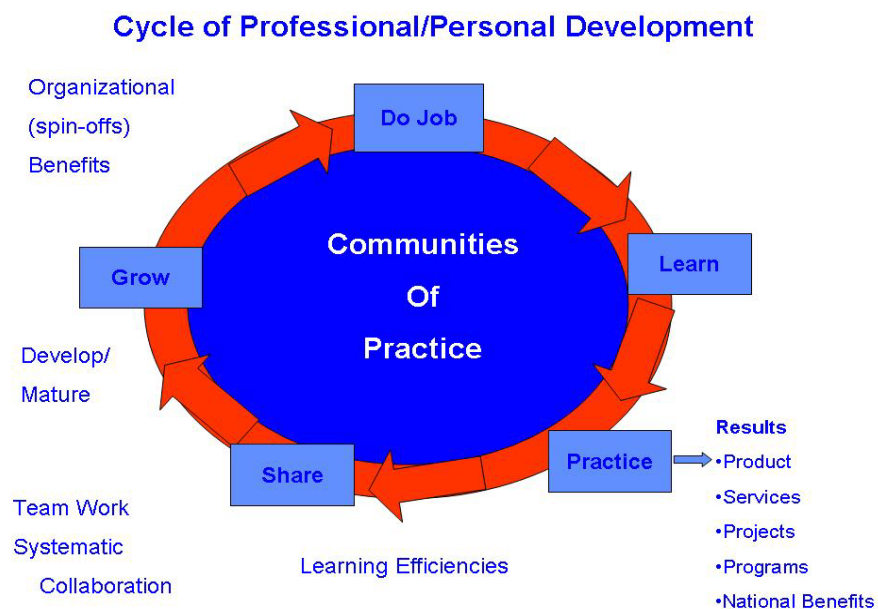 Cycle of Professional/Personal Development
Organizational
(spin-offs)
Benefits
Do Job
Communities
Of
Practice
Learn
Grow
Develop/
Mature
Share
Practice
Results
•Product
•Services
•Projects
•Programs
•National Benefits
Team Work
Systematic
Collaboration
Learning Efficiencies